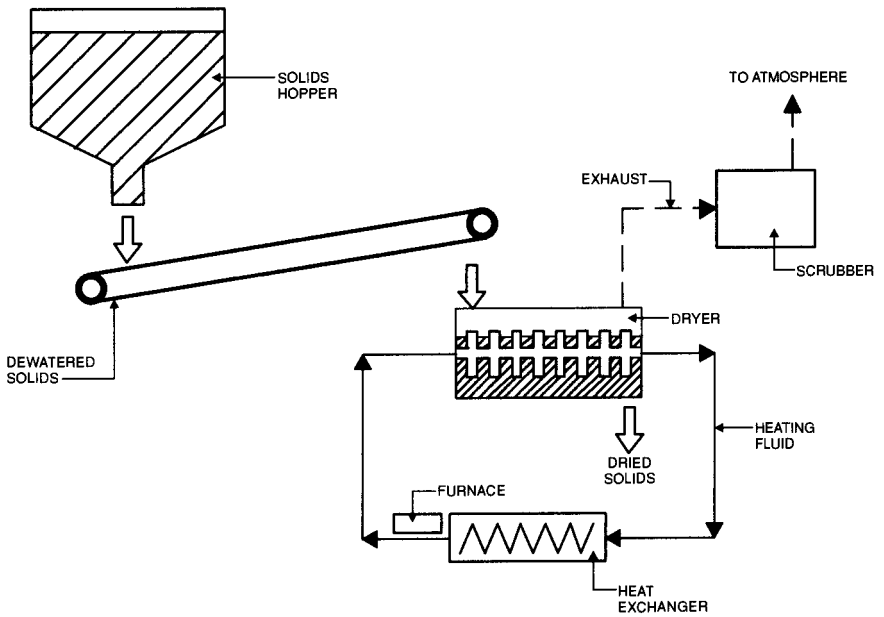 SOLIDS
HOPPER
TO ATMOSPHERE
EXHAUST
SCRUBBER
DRYER
DEWATERED
SOLIDS
HEATING
FLUID
DRIED
SOLIDS
FURNACE
HEAT
EXCHANGER